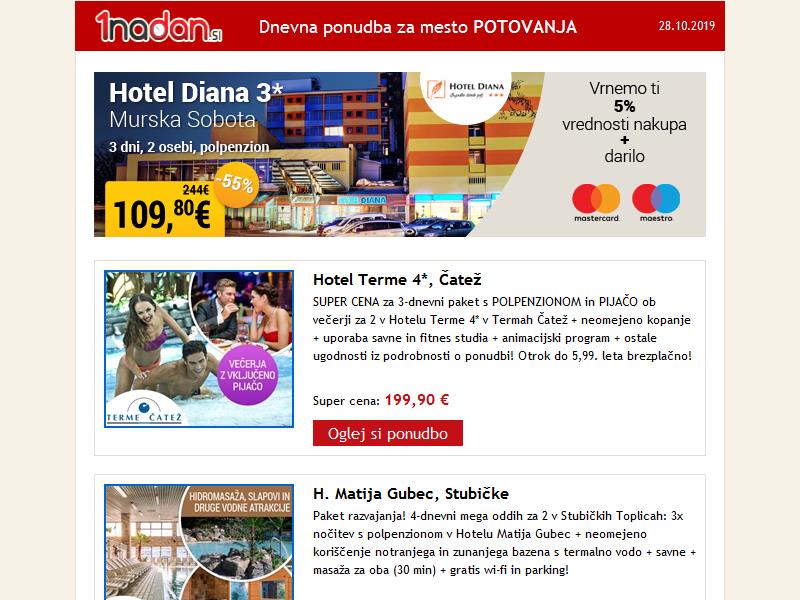 1nadan.si
Dnevna ponudba za mesto POTOVANJA
28.10.2019
Hotel Diana 3*
Murska Sobota
3 dni, 2 osebi, polpenzion
244€
-55%
109,80€
HOTEL DIANA
DIANA
Vrnemo ti
5%
vrednosti nakupa
+
darilo
mastercard.
maestro.
Hotel Terme 4*, Čatež
SUPER CENA za 3-dnevni paket s POLPENZIONOM in PIJAČO ob
večerji za 2 v Hotelu Terme 4* v Termah Čatež + neomejeno kopanje
+ uporaba savne in fitnes studia + animacijski program + ostale
ugodnosti iz podrobnosti o ponudbi! Otrok do 5,99. leta brezplačno!
VEČERJA
Z VKLJUČENO
PIJAČO
TERME ČATEŽ
Super cena: 199,90 €
Oglej si ponudbo
HIDROMASAŽA, SLAPOVI IN
DRUGE VODNE ATRAKCIJE
H. Matija Gubec, Stubičke
Paket razvajanja! 4-dnevni mega oddih za 2 v Stubičkih Toplicah: 3x
nočitev s polpenzionom v Hotelu Matija Gubec + neomejeno
koriščenje notranjega in zunanjega bazena s termalno vodo + savne +
masaža za oba (30 min) + gratis wi-fi in parking!